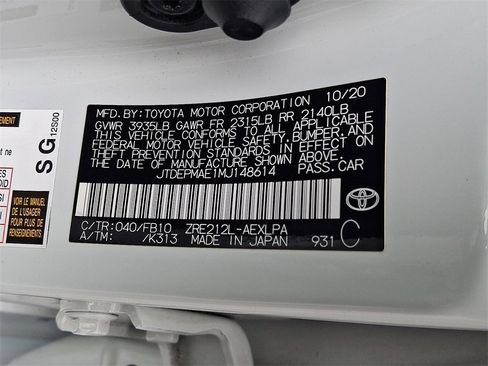 MFD. BY: TOYOTA MOTOR CORPORATION 10/20
GVWR 3935LB GAWR FR 2315LB RR 2140LB
THIS VEHICLE CONFORMS TO ALL APPLICABLE
FEDERAL MOTOR VEHICLE SAFETY, BUMPER, AND
THEFT PREVENTION STANDARDS IN EFFECT ON
THE DATE OF MANUFACTURE SHOWN ABOVE.
JTDEPMAE1MJ148614 PASS.CAR
C/TR:040/FB10 ZRE212L-AEXLPA
A/TM: /K313 MADE IN JAPAN 931 C
SG
12S00
t ne
VOIR LE MANUEL
DE L'USAGER
POUR PLUS